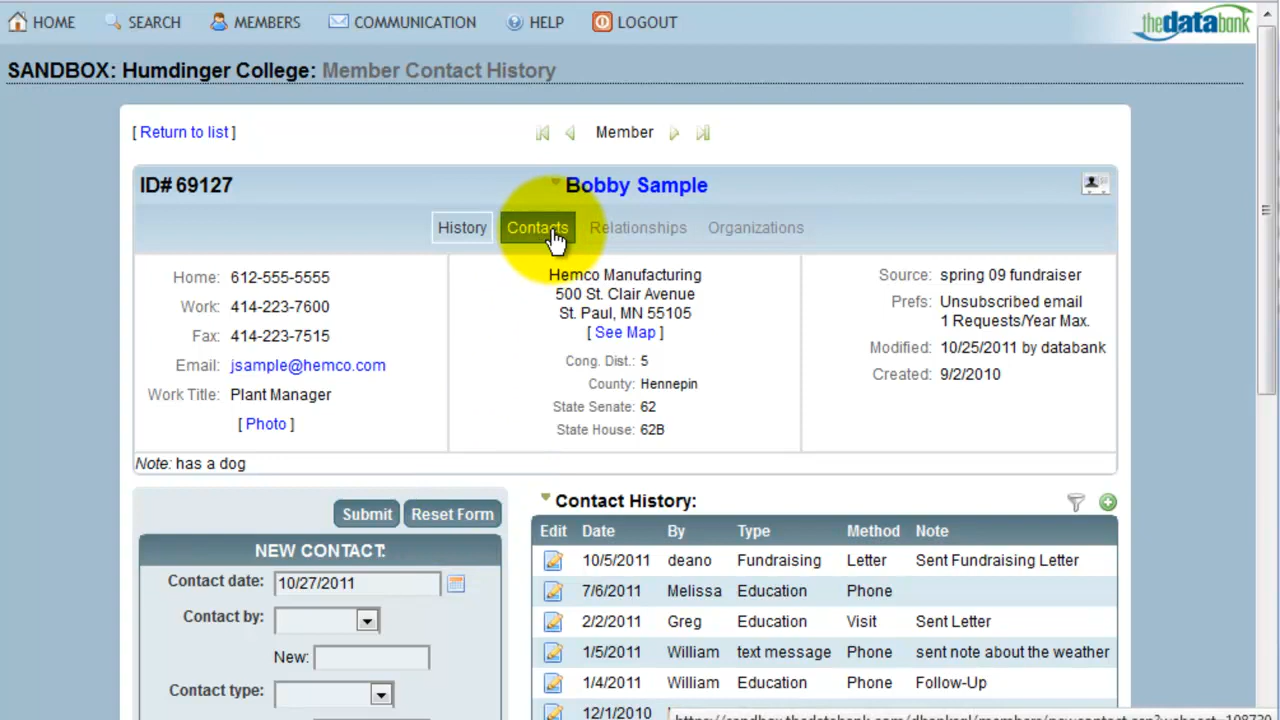 HOME SEARCH MEMBERS COMMUNICATION HELP LOGOUT thedatabank
SANDBOX: Humdinger College: Member Contact History
[ Return to list ] Member
ID# 69127 Bobby Sample
History Contacts Relationships Organizations
Home: 612-555-5555
Work: 414-223-7600
Fax: 414-223-7515
Email: jsample@hemco.com
Work Title: Plant Manager
[ Photo ]
Hemco Manufacturing
500 St. Clair Avenue
St. Paul, MN 55105
[ See Map ]
Cong. Dist.: 5
County: Hennepin
State Senate: 62
State House: 62B
Source: spring 09 fundraiser
Prefs: Unsubscribed email
1 Requests/Year Max.
Modified: 10/25/2011 by databank
Created: 9/2/2010
Note: has a dog
Submit Reset Form
NEW CONTACT:
Contact date: 10/27/2011
Contact by:
New:
Contact type:
Contact History:
Edit Date By Type Method Note
10/5/2011 deano Fundraising Letter Sent Fundraising Letter
7/6/2011 Melissa Education Phone
2/2/2011 Greg Education Visit Sent Letter
1/5/2011 William text message Phone sent note about the weather
1/4/2011 William Education Phone Follow-Up
12/1/2010